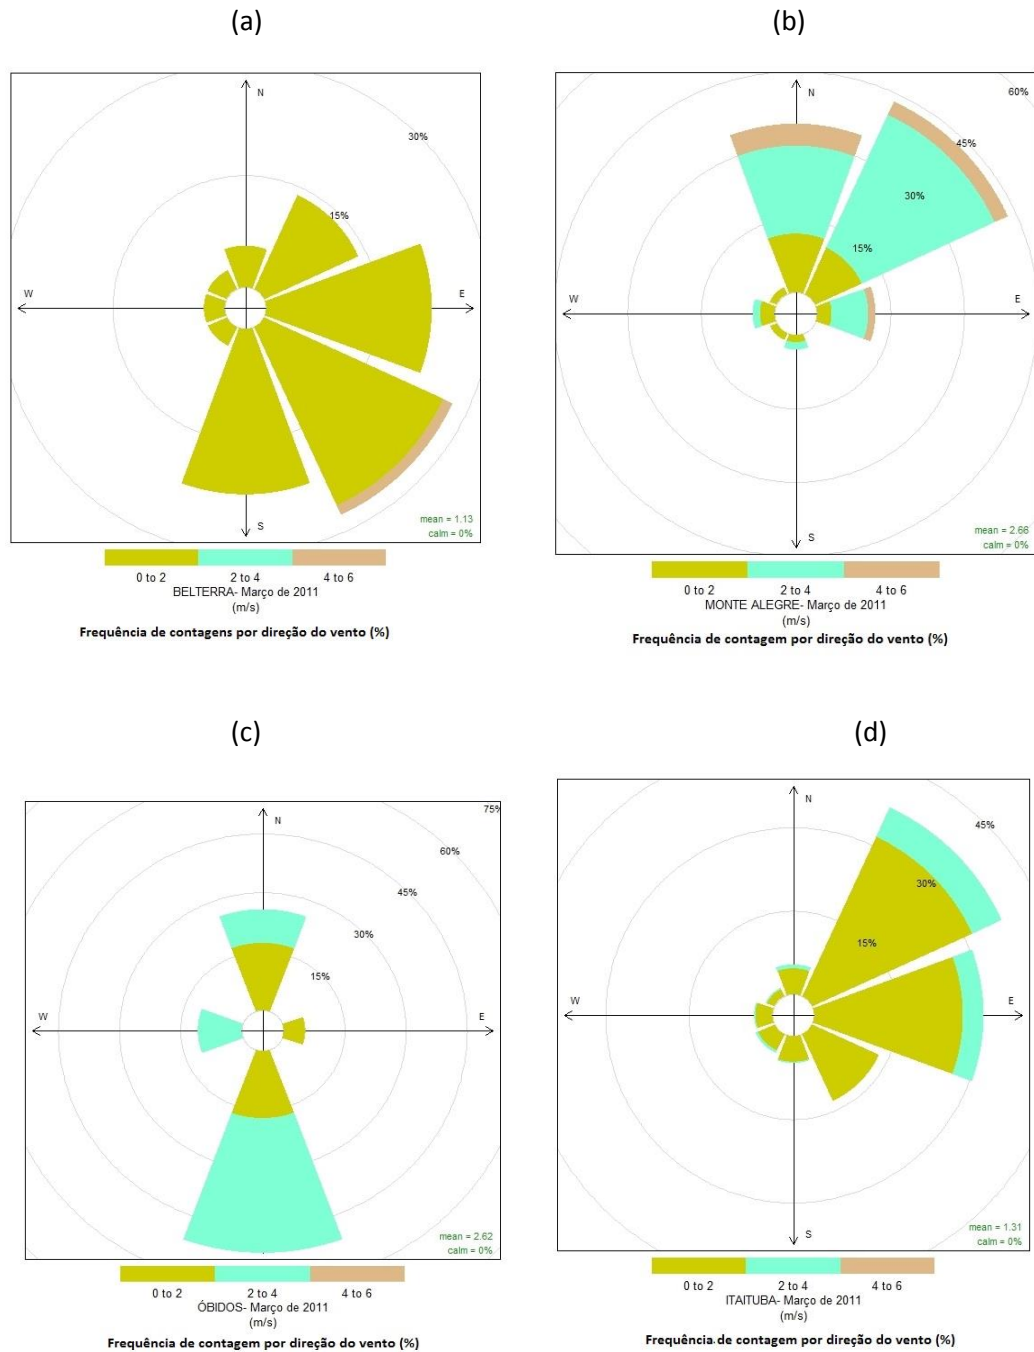 (a)
N
30%
15%
W
E
S
mean = 1.13
calm = 0%
0 to 2 2 to 4 4 to 6
BELTERRA- Março de 2011
(m/s)
Frequência de contagens por direção do vento (%)
(b)
60%
N
45%
30%
15%
W
E
S
mean = 2.66
calm = 0%
0 to 2 2 to 4 4 to 6
MONTE ALEGRE- Março de 2011
(m/s)
Frequência de contagem por direção do vento (%)
(c)
75%
N
60%
45%
30%
15%
W
E
S
mean = 2.62
calm = 0%
0 to 2 2 to 4 4 to 6
ÓBIDOS- Março de 2011
(m/s)
Frequência de contagem por direção do vento (%)
(d)
N
45%
30%
15%
W
E
S
mean = 1.31
calm = 0%
0 to 2 2 to 4 4 to 6
ITAITUBA- Março de 2011
(m/s)
Frequência de contagem por direção do vento (%)